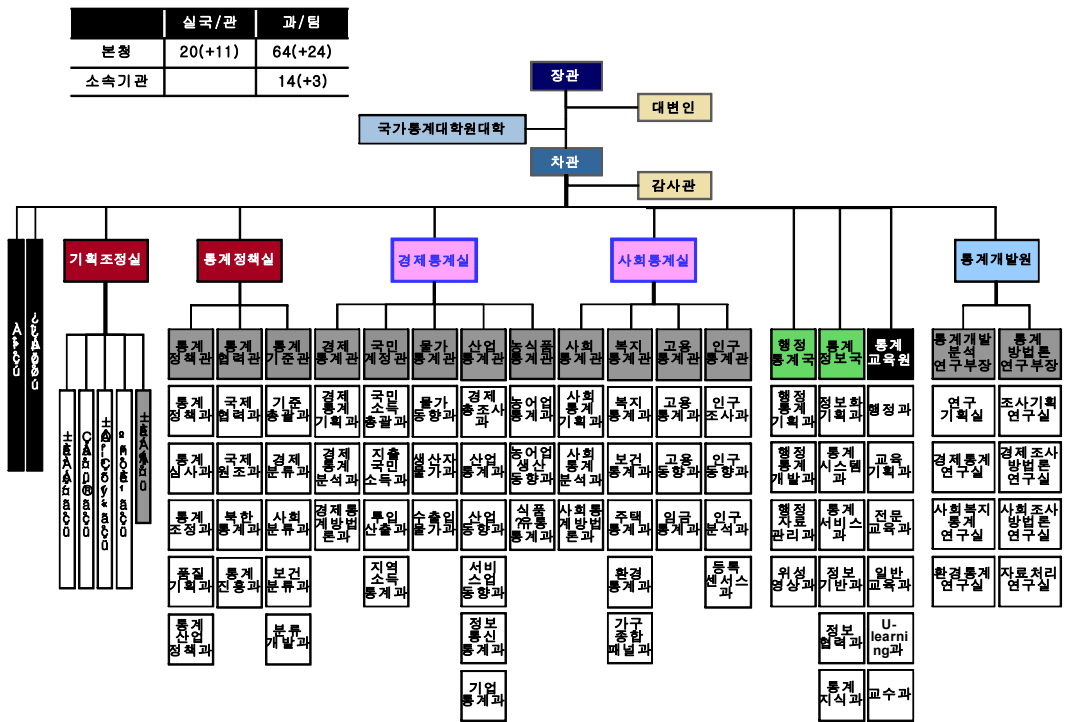 실국/관 과/팀
본청 20(+11) 64(+24)
소속기관 14(+3)
장관
대변인
국가통계대학원대학
차관
감사관
기획조정실
통계정책실
경제통계실
사회통계실
통계개발원
통계
정책관
통계
정책과
통계
심사과
통계
조정과
품질
기획과
통계
산업
정책과
통계
협력관
국제
협력과
국제
원조과
북한
통계과
통계
진흥과
통계
기준관
기준
총괄과
경제
분류과
사회
분류과
보건
분류과
분류
개발과
경제
통계관
경제
통계
기획과
경제
통계
분석과
경제통
계방법
론과
국민
계정관
국민
소득
총괄과
지출
국민
소득과
투입
산출과
지역
소득
통계과
물가
통계관
물가
동향과
생산자
물가과
수출입
물가과
산업
통계관
경제
총조사
과
산업
통계과
산업
동향과
서비
스업
동향과
정보
통신
통계과
기업
통계과
농식품
통계관
농어업
통계과
농어업
생산
동향과
식품
?유통
통계과
사회
통계관
사회
통계
기획과
사회
통계
분석과
사회통
계방법
론과
복지
통계관
복지
통계과
보건
통계과
주택
통계과
환경
통계과
가구
종합
패널과
고용
통계관
고용
통계과
고용
동향과
임금
통계과
인구
통계관
인구
조사과
인구
동향과
인구
분석과
등록
센서스
과
행정
통계국
행정
통계
기획과
행정
통계
개발과
행정
자료
관리과
위성
영상과
통계
정보국
정보화
기획과
통계
시스템
과
통계
서비스
과
정보
기반과
정보
협력과
통계
지식과
통계
교육원
행정과
교육
기획과
전문
교육과
일반
교육과
U-
learni
ng과
교수과
통계개발
분석
연구부장
연구
기획실
경제통계
연구실
사회복지
통계
연구실
환경통계
연구실
통계
방법론
연구부장
조사기획
연구실
경제조사
방법론
연구실
사회조사
방법론
연구실
자료처리
연구실